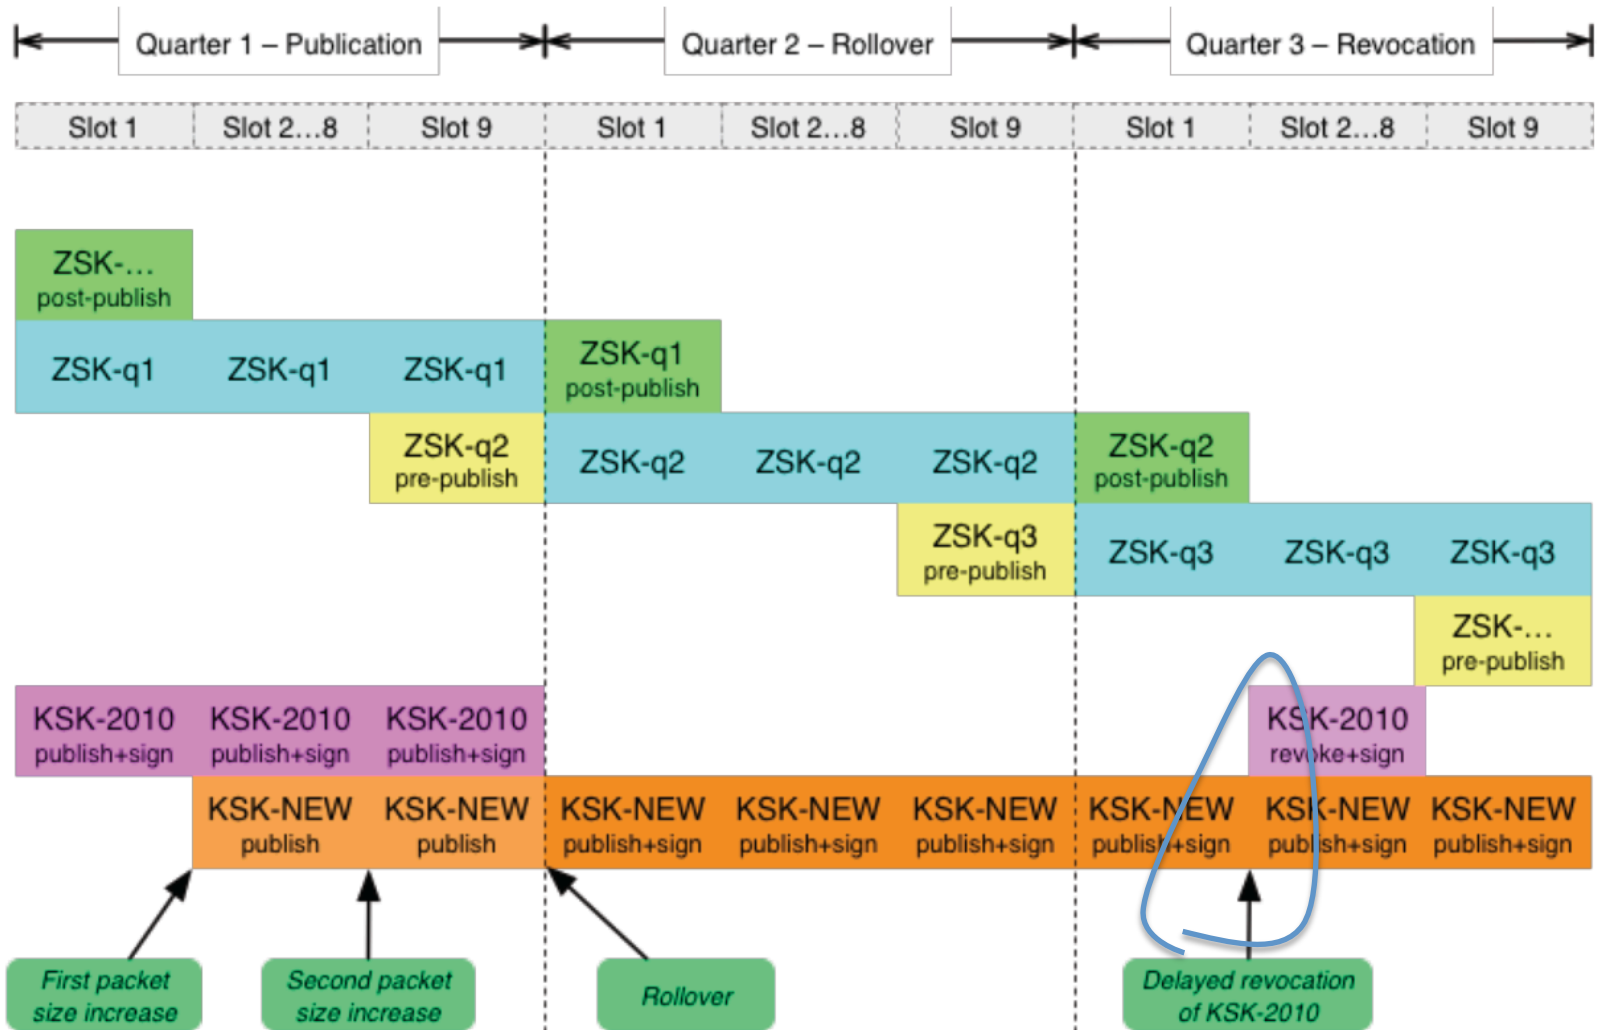 Quarter 1 – Publication
Quarter 2 – Rollover
Quarter 3 – Revocation
Slot 1
Slot 2...8
Slot 9
Slot 1
Slot 2...8
Slot 9
Slot 1
Slot 2...8
Slot 9
ZSK-...
post-publish
ZSK-q1
ZSK-q1
ZSK-q1
ZSK-q1
post-publish
ZSK-q2
pre-publish
ZSK-q2
ZSK-q2
ZSK-q2
ZSK-q2
post-publish
ZSK-q3
pre-publish
ZSK-q3
ZSK-q3
ZSK-q3
ZSK-...
pre-publish
KSK-2010
publish+sign
KSK-2010
publish+sign
KSK-2010
publish+sign
KSK-2010
revoke+sign
KSK-NEW
publish
KSK-NEW
publish
KSK-NEW
publish+sign
KSK-NEW
publish+sign
KSK-NEW
publish+sign
KSK-NEW
publish+sign
KSK-NEW
publish+sign
KSK-NEW
publish+sign
First packet
size increase
Second packet
size increase
Rollover
Delayed revocation
of KSK-2010